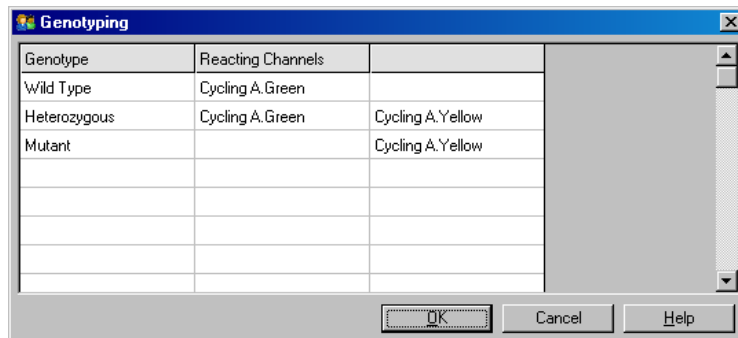 Genotyping
Genotype Reacting Channels
Wild Type Cycling A.Green
Heterozygous Cycling A.Green Cycling A.Yellow
Mutant Cycling A.Yellow
OK Cancel Help